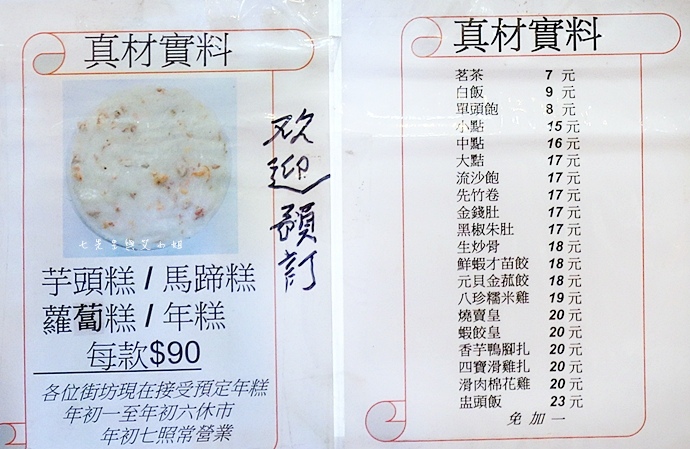 真材實料
欢迎預訂
芋頭糕 / 馬蹄糕
蘿蔔糕 / 年糕
每款$90
各位街坊現在接受預定年糕
年初一至年初六休市
年初七照常營業
真材實料
茗茶 7 元
白飯 9 元
單頭飽 8 元
小點 15 元
中點 16 元
大點 17 元
流沙飽 17 元
先竹卷 17 元
金錢肚 17 元
黑椒朱肚 17 元
生炒骨 18 元
鮮蝦才苗餃 18 元
元貝金菰餃 18 元
八珍糯米雞 19 元
燒賣皇 20 元
蝦餃皇 20 元
香芋鴨腳扎 20 元
四寶滑雞扎 20 元
滑肉棉花雞 20 元
盅頭飯 23 元
免加一